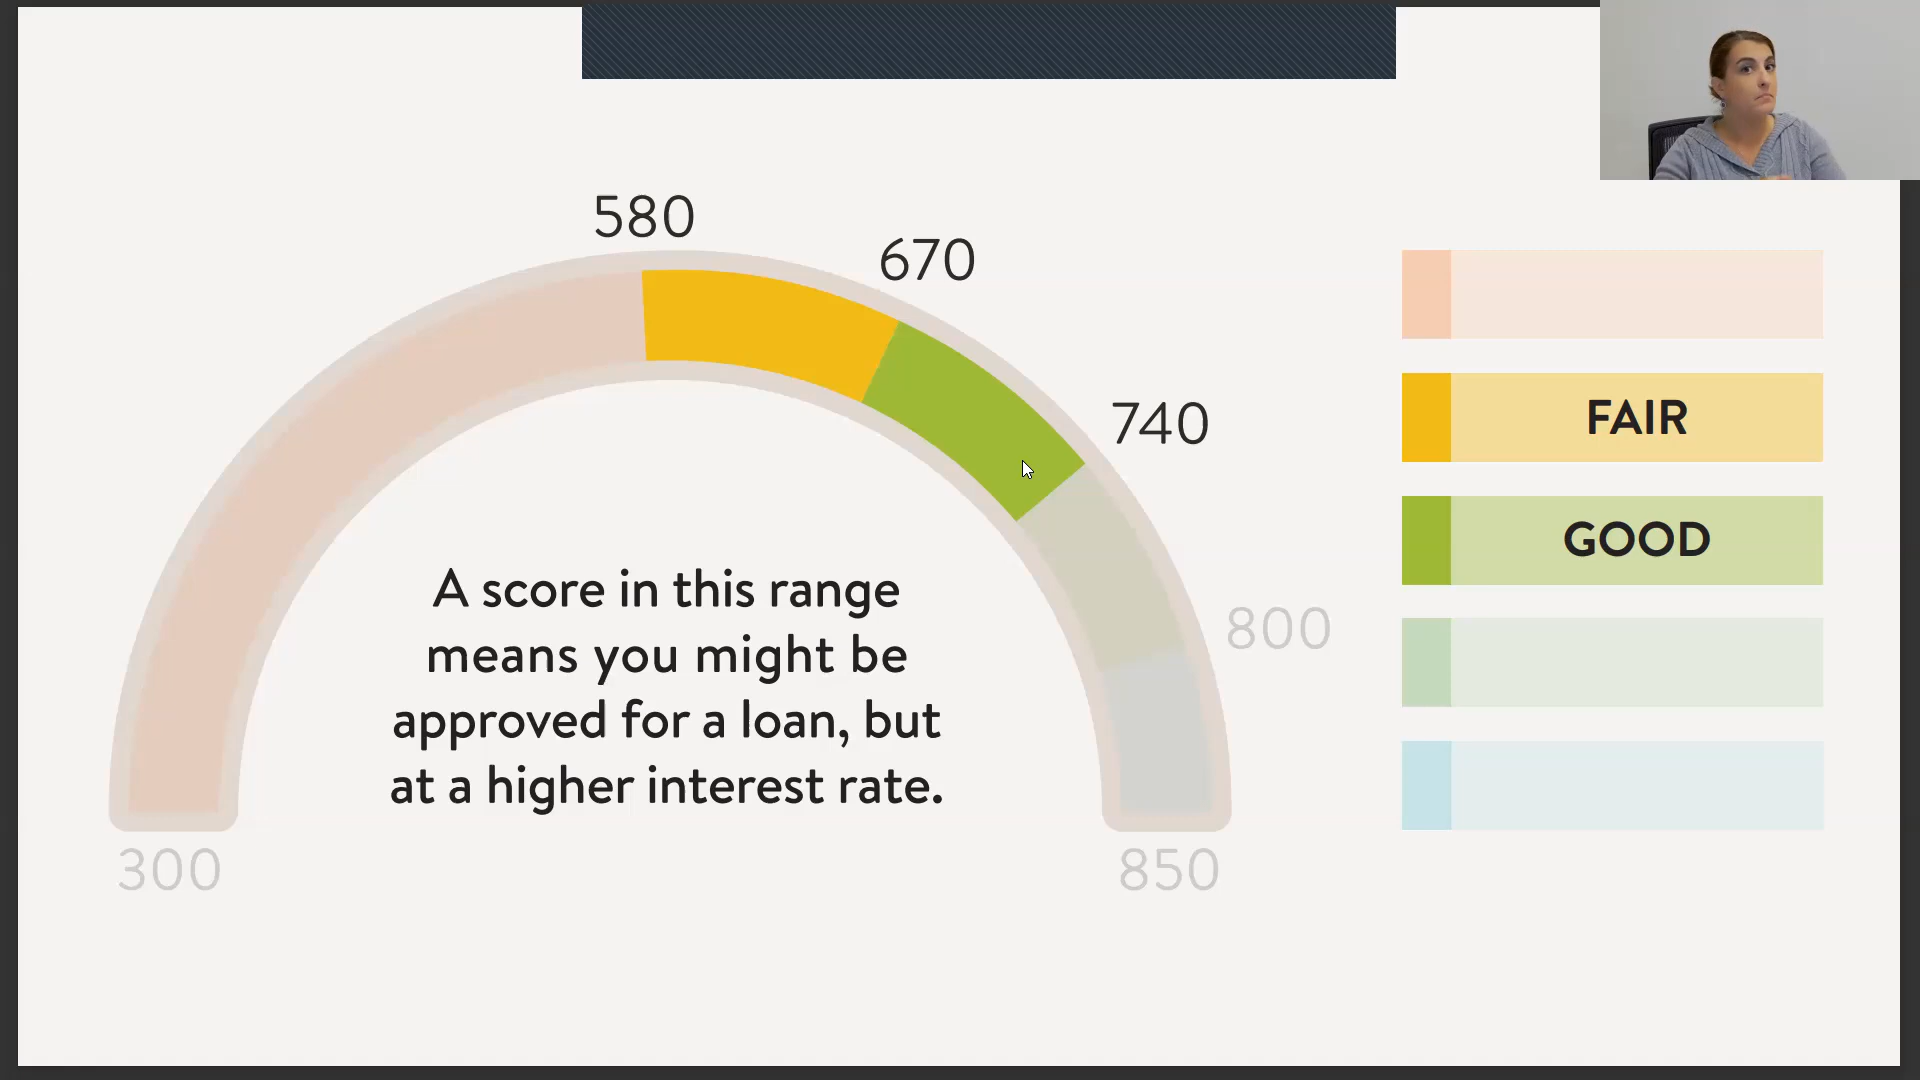 580
670
740
FAIR
GOOD
A score in this range
means you might be
approved for a loan, but
at a higher interest rate.
800
300
850